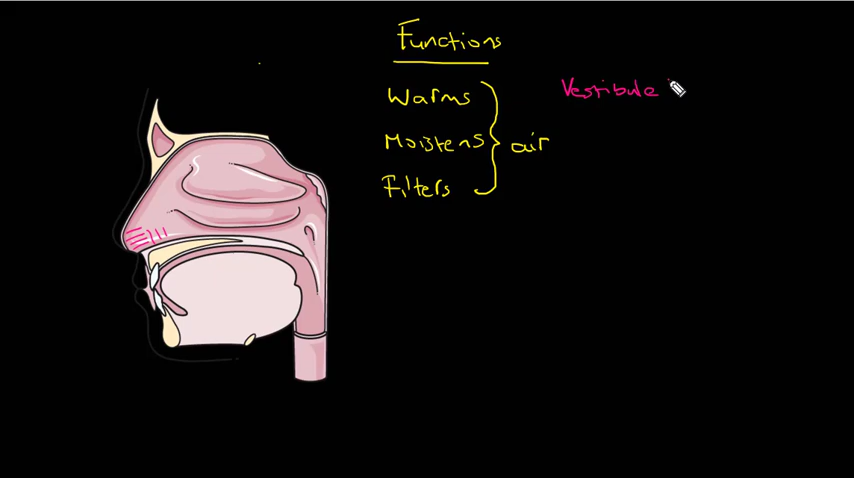 Functions
Warms
Moistens
Filters
air
Vestibule